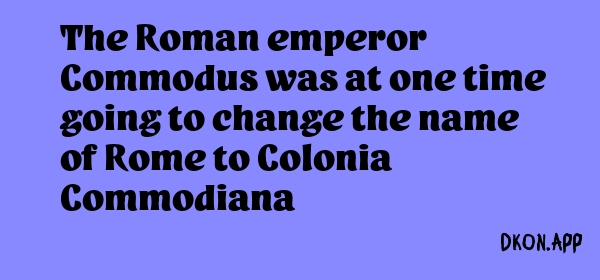 The Roman emperor
Commodus was at one time
going to change the name
of Rome to Colonia
Commodiana
DKON.APP